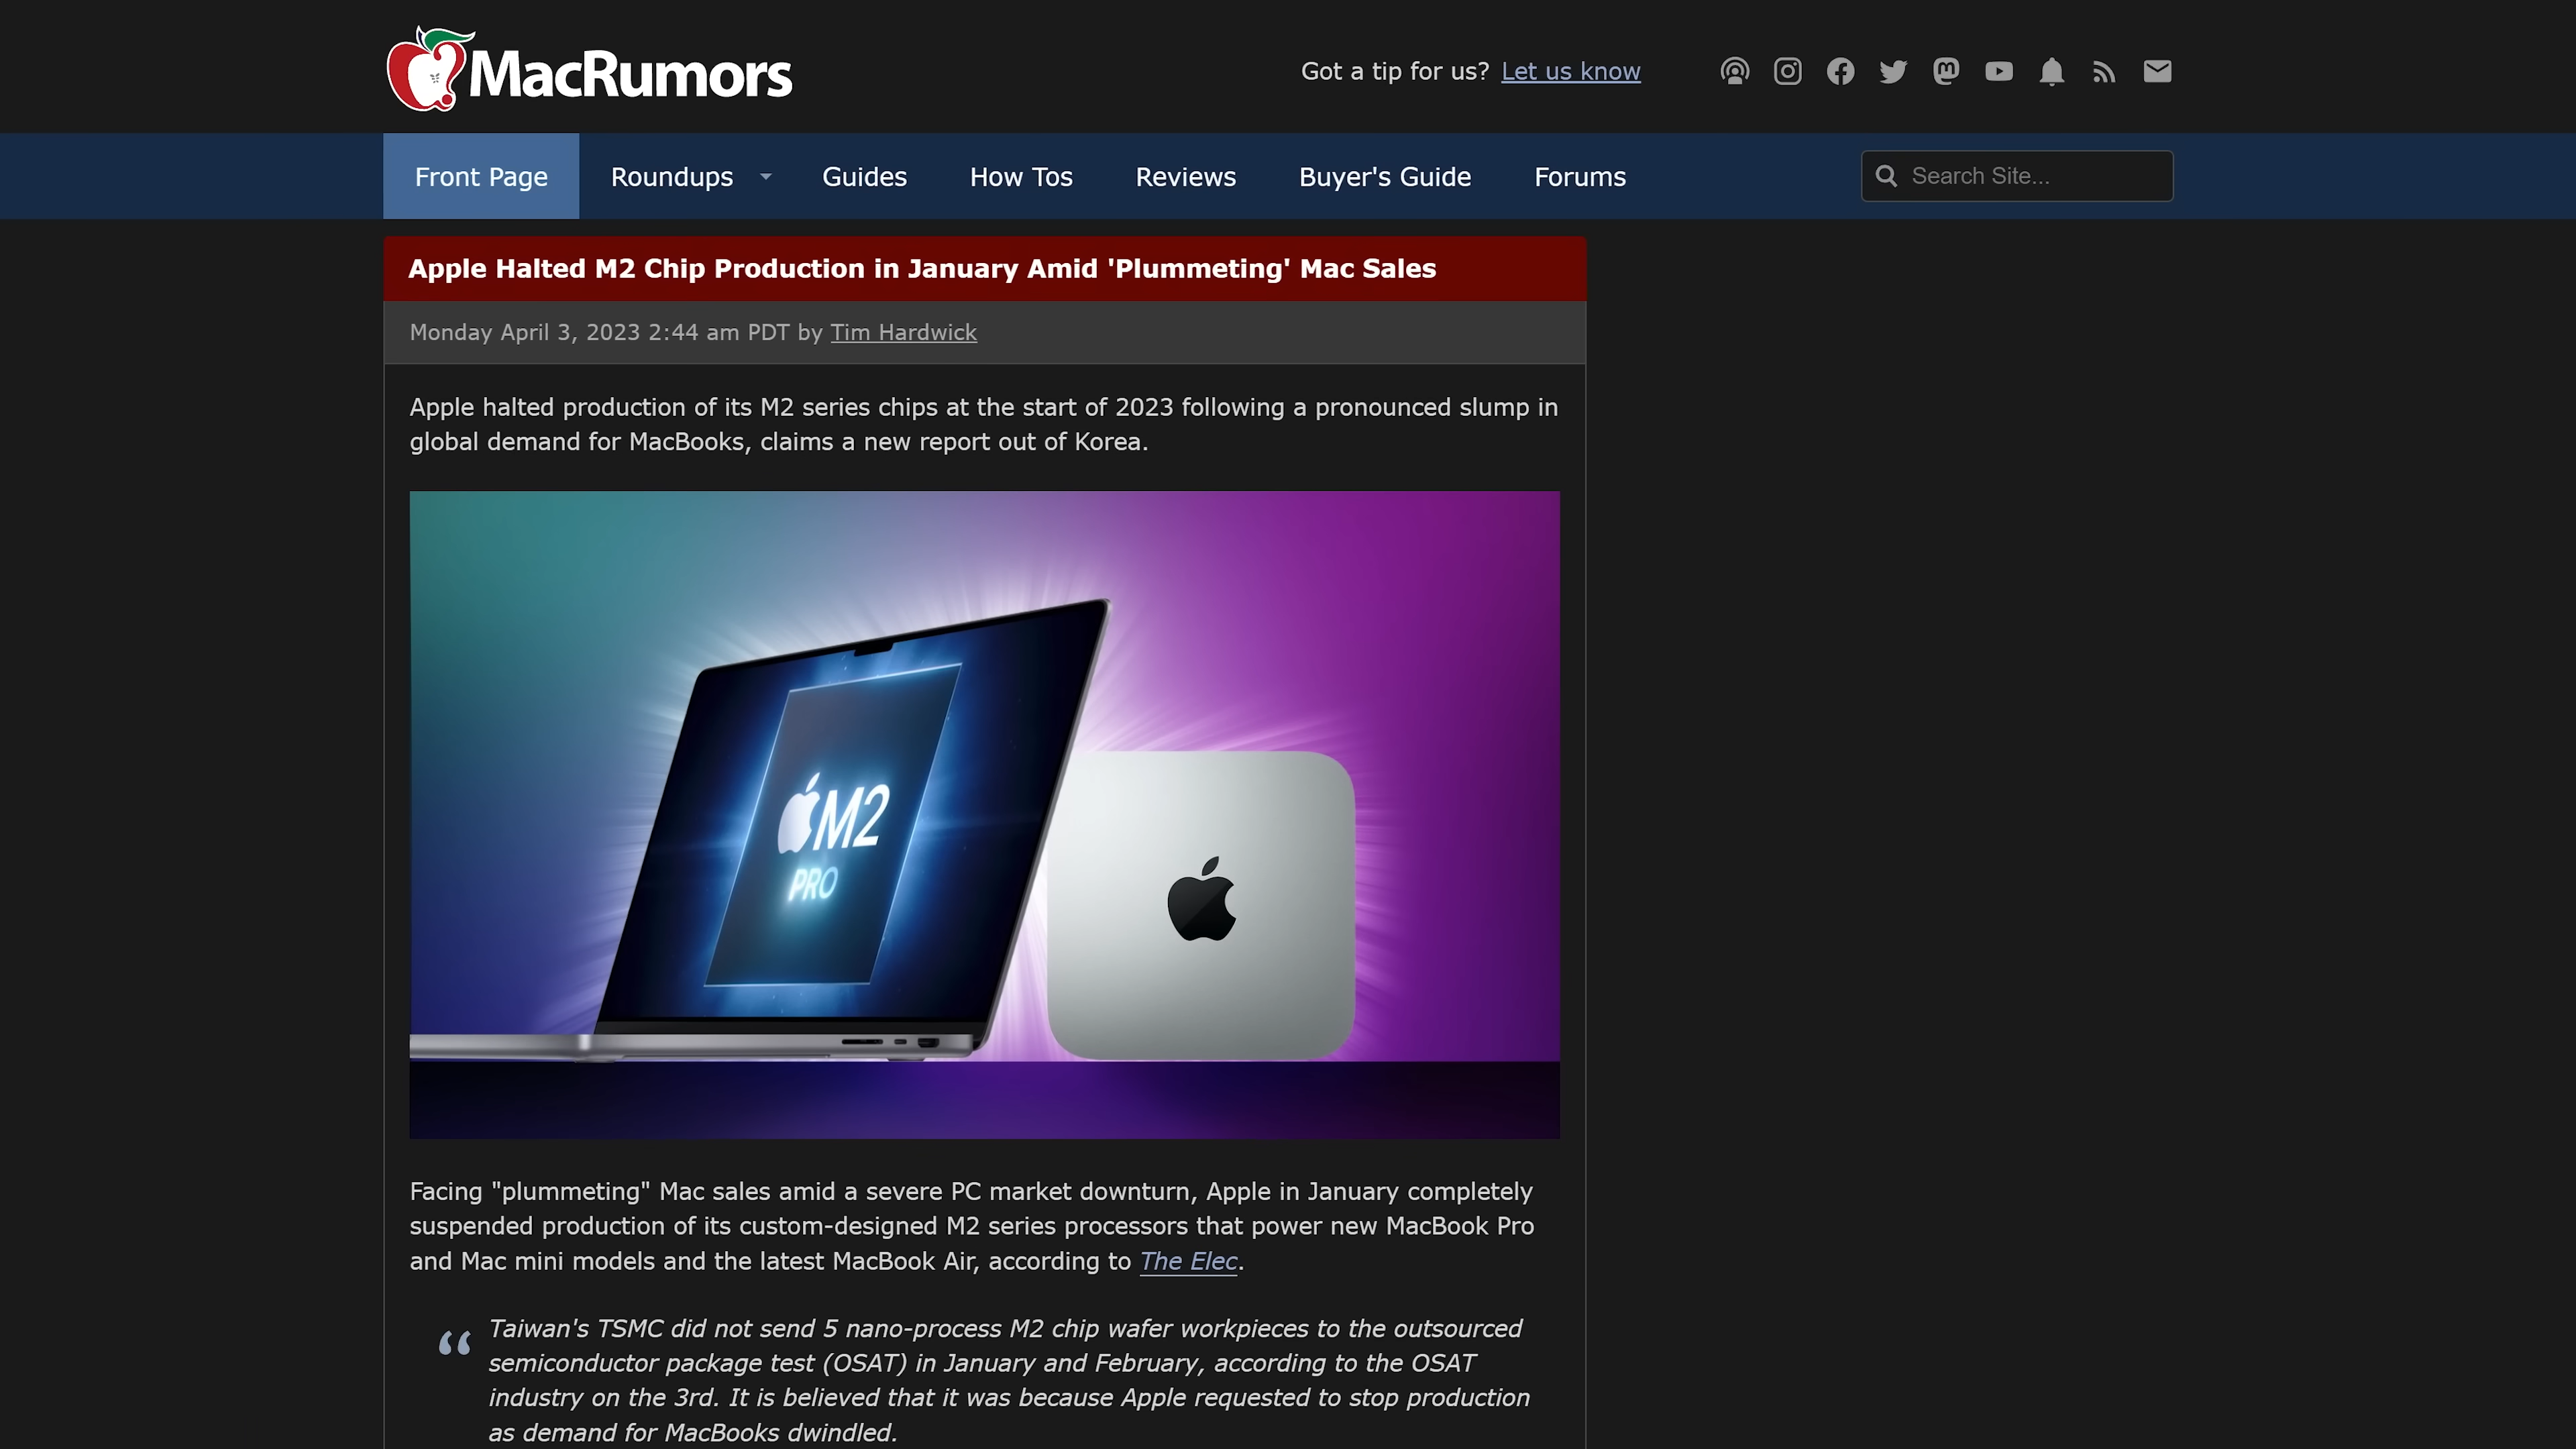 MacRumors
Got a tip for us? Let us know
Front Page
Roundups
Guides
How Tos
Reviews
Buyer's Guide
Forums
Search Site...
Apple Halted M2 Chip Production in January Amid 'Plummeting' Mac Sales
Monday April 3, 2023 2:44 am PDT by Tim Hardwick
Apple halted production of its M2 series chips at the start of 2023 following a pronounced slump in
global demand for MacBooks, claims a new report out of Korea.
M2
PRO
Facing "plummeting" Mac sales amid a severe PC market downturn, Apple in January completely
suspended production of its custom-designed M2 series processors that power new MacBook Pro
and Mac mini models and the latest MacBook Air, according to The Elec.
“ Taiwan's TSMC did not send 5 nano-process M2 chip wafer workpieces to the outsourced
semiconductor package test (OSAT) in January and February, according to the OSAT
industry on the 3rd. It is believed that it was because Apple requested to stop production
as demand for MacBooks dwindled.